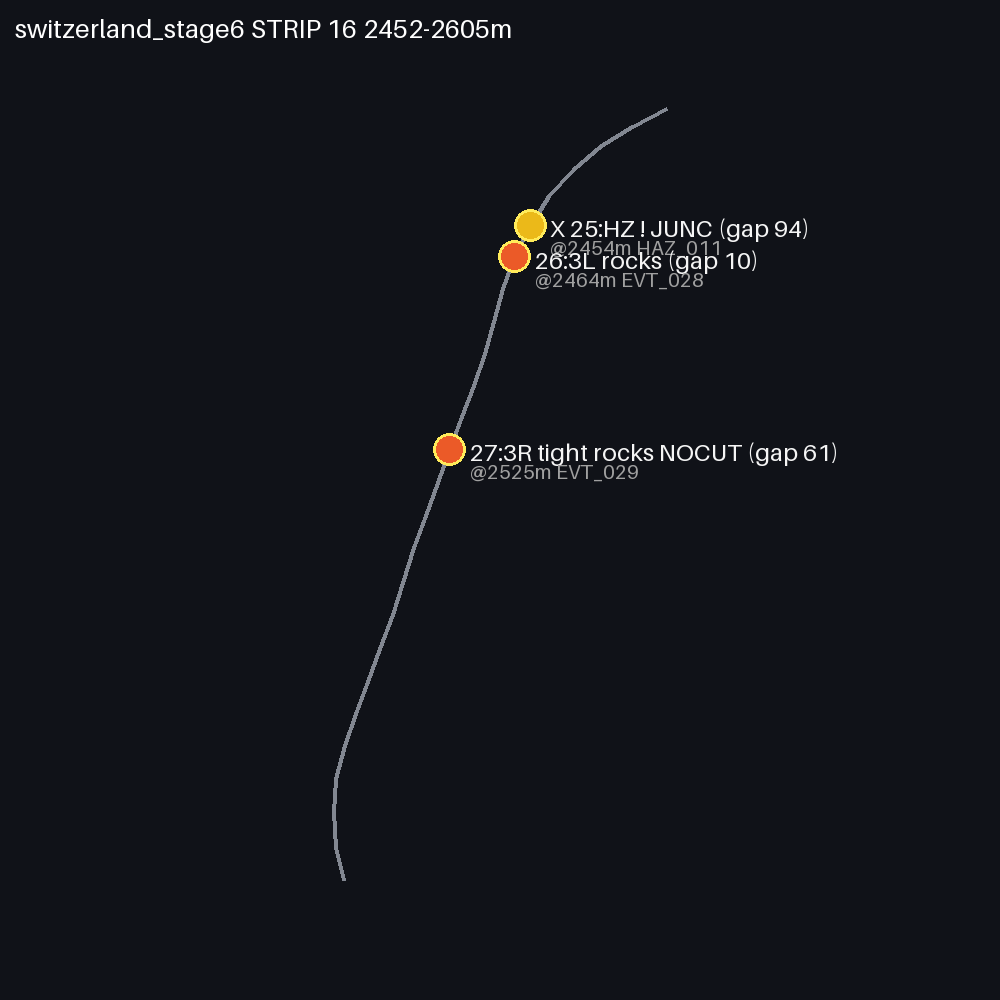 switzerland_stage6 STRIP 16 2452-2605m
X 25:HZ ! JUNC (gap 94)
@2454m HAZ_011
26:3L rocks (gap 10)
@2464m EVT_028
27:3R tight rocks NOCUT (gap 61)
@2525m EVT_029